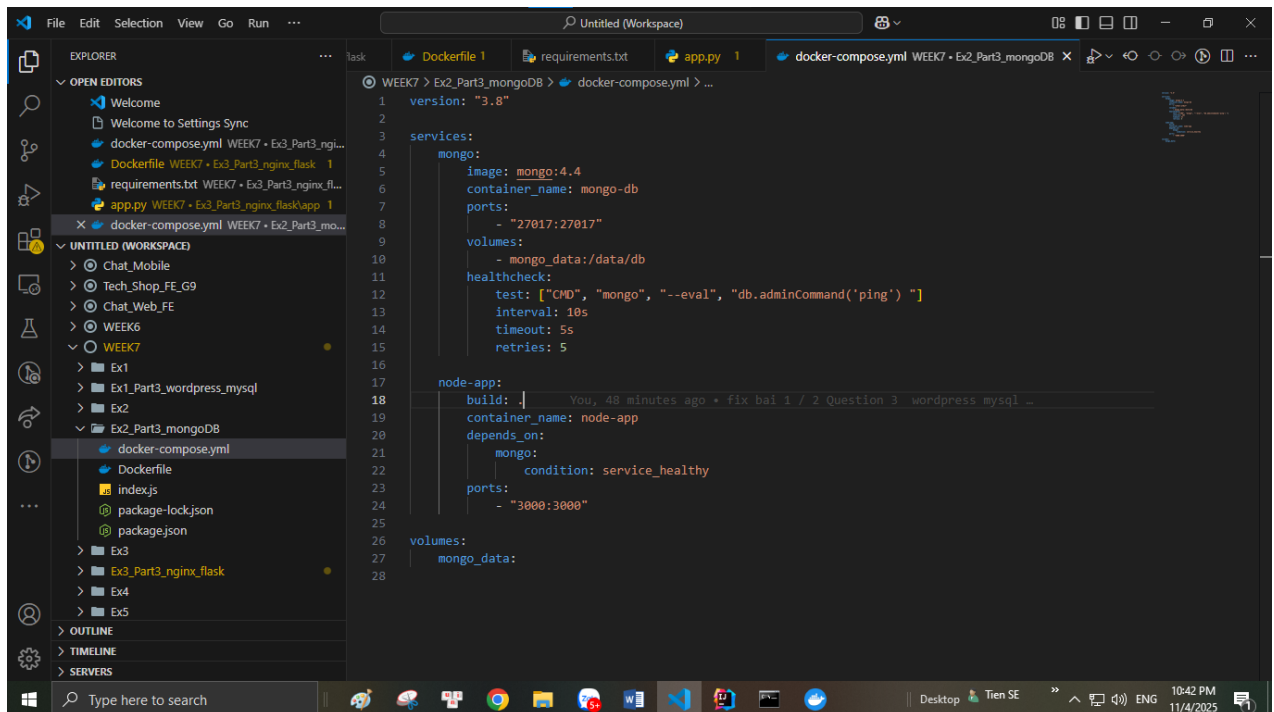 File Edit Selection View Go Run ···
Untitled (Workspace)
EXPLORER
flask
Dockerfile 1
requirements.txt
app.py 1
docker-compose.yml WEEK7 • Ex2_Part3_mongoDB
OPEN EDITORS
Welcome
Welcome to Settings Sync
docker-compose.yml WEEK7 • Ex3_Part3_ngi...
Dockerfile WEEK7 • Ex3_Part3_nginx_flask 1
requirements.txt WEEK7 • Ex3_Part3_nginx_fl...
app.py WEEK7 • Ex3_Part3_nginx_flask\app 1
docker-compose.yml WEEK7 • Ex2_Part3_mo...
UNTITLED (WORKSPACE)
Chat_Mobile
Tech_Shop_FE_G9
Chat_Web_FE
WEEK6
WEEK7
Ex1
Ex1_Part3_wordpress_mysql
Ex2
Ex2_Part3_mongoDB
docker-compose.yml
Dockerfile
index.js
package-lock.json
package.json
Ex3
Ex3_Part3_nginx_flask
Ex4
Ex5
OUTLINE
TIMELINE
SERVERS
WEEK7 > Ex2_Part3_mongoDB > docker-compose.yml > ...
1 version: "3.8"
2
3 services:
4 mongo:
5 image: mongo:4.4
6 container_name: mongo-db
7 ports:
8 - "27017:27017"
9 volumes:
10 - mongo_data:/data/db
11 healthcheck:
12 test: ["CMD", "mongo", "--eval", "db.adminCommand('ping') "]
13 interval: 10s
14 timeout: 5s
15 retries: 5
16
17 node-app:
18 build: . You, 48 minutes ago • fix bai 1 / 2 Question 3 wordpress mysql …
19 container_name: node-app
20 depends_on:
21 mongo:
22 condition: service_healthy
23 ports:
24 - "3000:3000"
25
26 volumes:
27 mongo_data:
28
Type here to search
Desktop
Tien SE
ENG
10:42 PM
11/4/2025